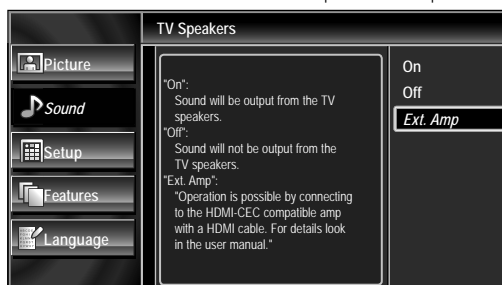 TV Speakers
Picture
Sound
Setup
Features
Language
"On":
Sound will be output from the TV
speakers.
"Off":
Sound will not be output from the
TV speakers.
"Ext. Amp":
"Operation is possible by connecting
to the HDMI-CEC compatible amp
with a HDMI cable. For details look
in the user manual."
On
Off
Ext. Amp